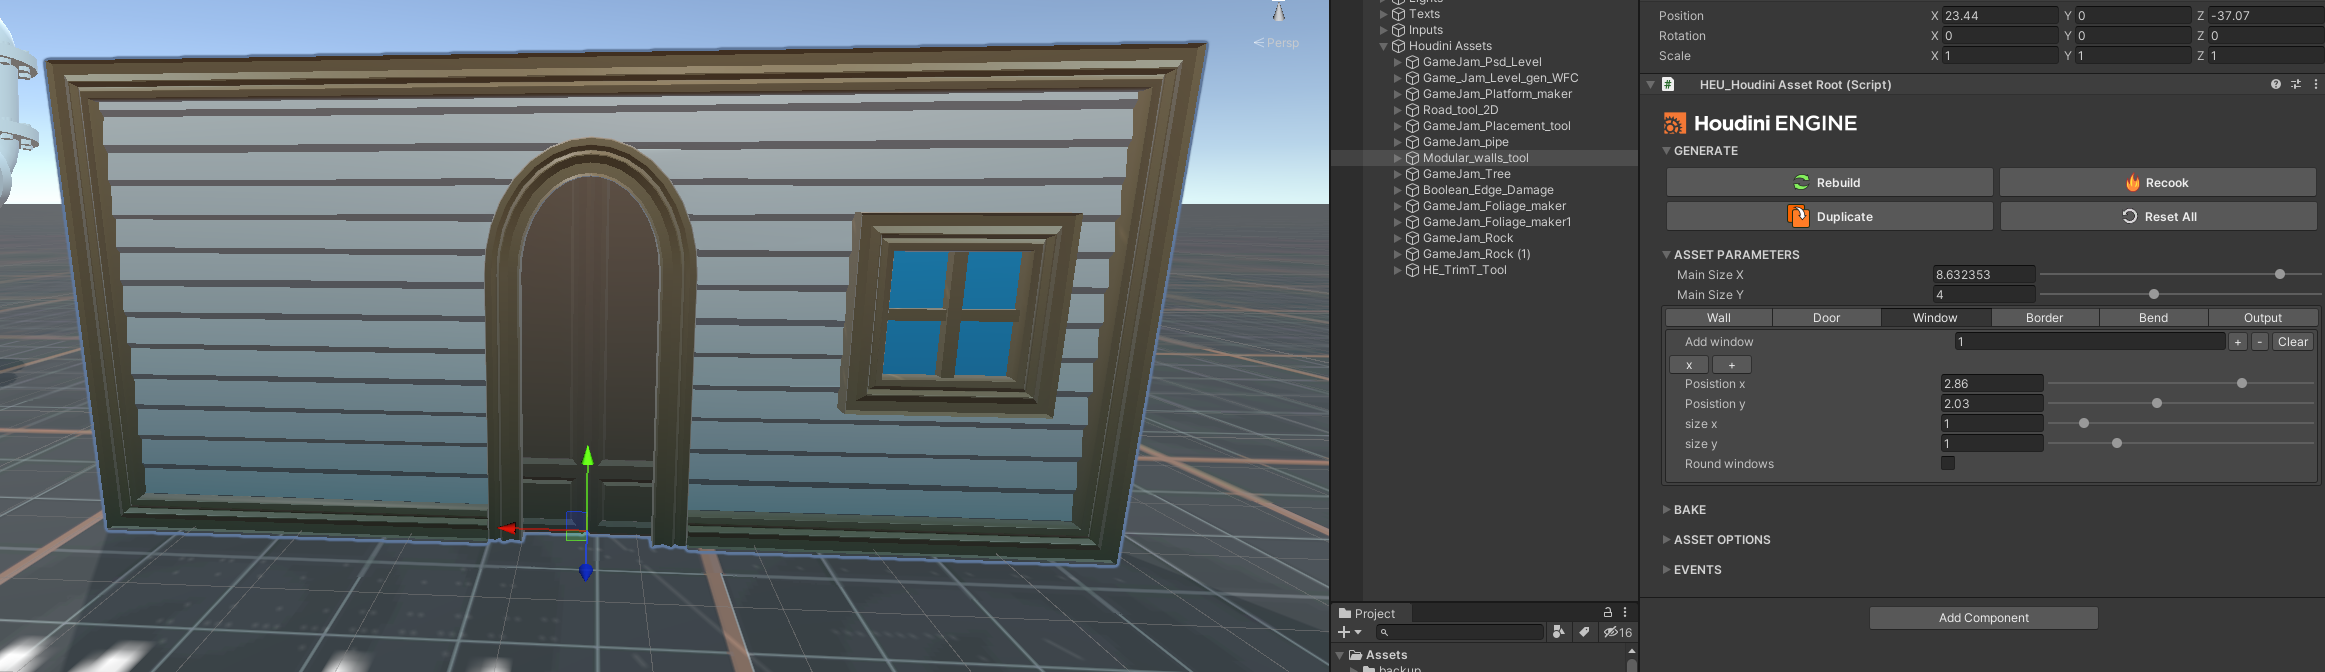 Persp
Lights
Texts
Inputs
Houdini Assets
GameJam_Psd_Level
Game_Jam_Level_gen_WFC
GameJam_Platform_maker
Road_tool_2D
GameJam_Placement_tool
GameJam_pipe
Modular_walls_tool
GameJam_Tree
Boolean_Edge_Damage
GameJam_Foliage_maker
GameJam_Foliage_maker1
GameJam_Rock
GameJam_Rock (1)
HE_TrimT_Tool
Project
16
Assets
backup
Position X 23.44 Y 0 Z -37.07
Rotation X 0 Y 0 Z 0
Scale X 1 Y 1 Z 1
# HEU_Houdini Asset Root (Script)
Houdini ENGINE
GENERATE
Rebuild Recook
Duplicate Reset All
ASSET PARAMETERS
Main Size X 8.632353
Main Size Y 4
Wall Door Window Border Bend Output
Add window 1 + - Clear
x +
Posistion x 2.86
Posistion y 2.03
size x 1
size y 1
Round windows
BAKE
ASSET OPTIONS
EVENTS
Add Component